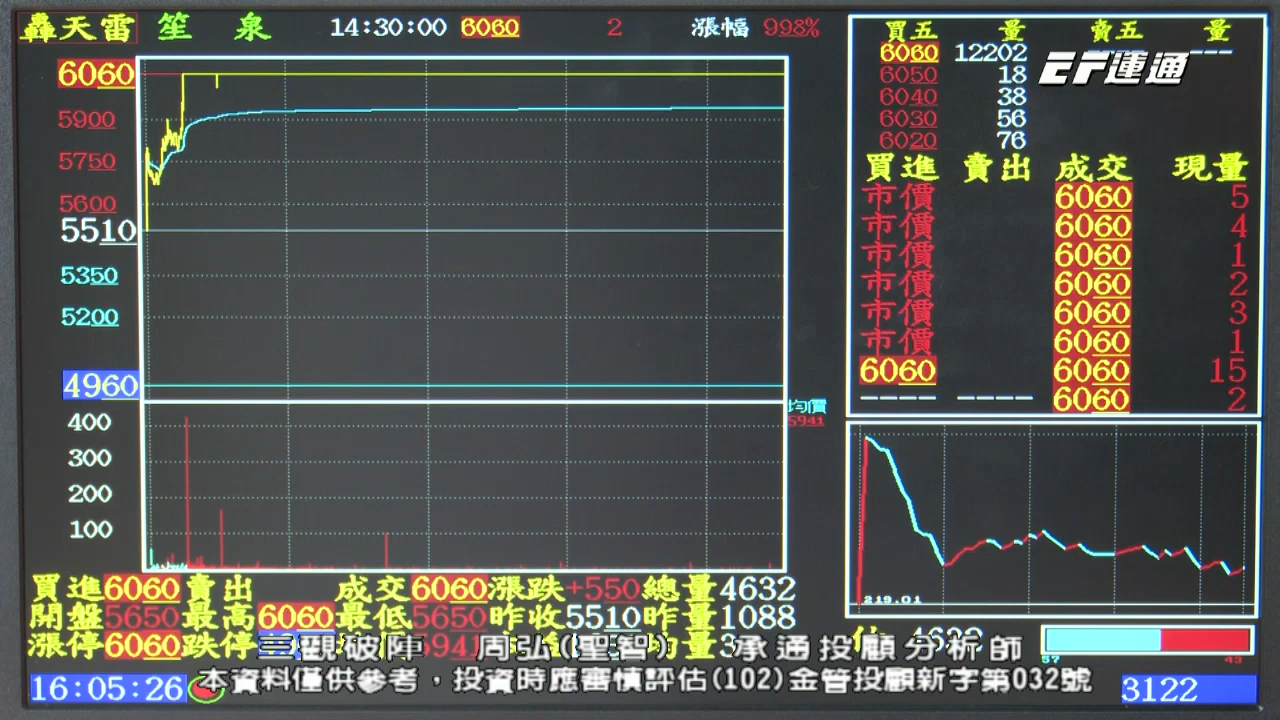 轟天雷 笙 泉 14:30:00 6060 2 漲幅 998%
買五 量 賣五 量
6060 12202 ---
6050 18
6040 38
6030 56
6020 76
EF運通
買進 賣出 成交 現量
市價 6060 5
市價 6060 4
市價 6060 1
市價 6060 2
市價 6060 3
市價 6060 1
6060 6060 15
---- ---- 6060 2
6060
5900
5750
5600
5510
5350
5200
4960
均價
5941
400
300
200
100
219.01
買進6060賣出 成交6060漲跌+550總量4632
開盤5650最高6060最低5650昨收5510昨量1088
漲停6060跌停
57 43
三觀破陣 周弘(聖智) 承通投顧分析師
本資料僅供參考，投資時應審慎評估(102)金管投顧新字第032號
16:05:26 3122